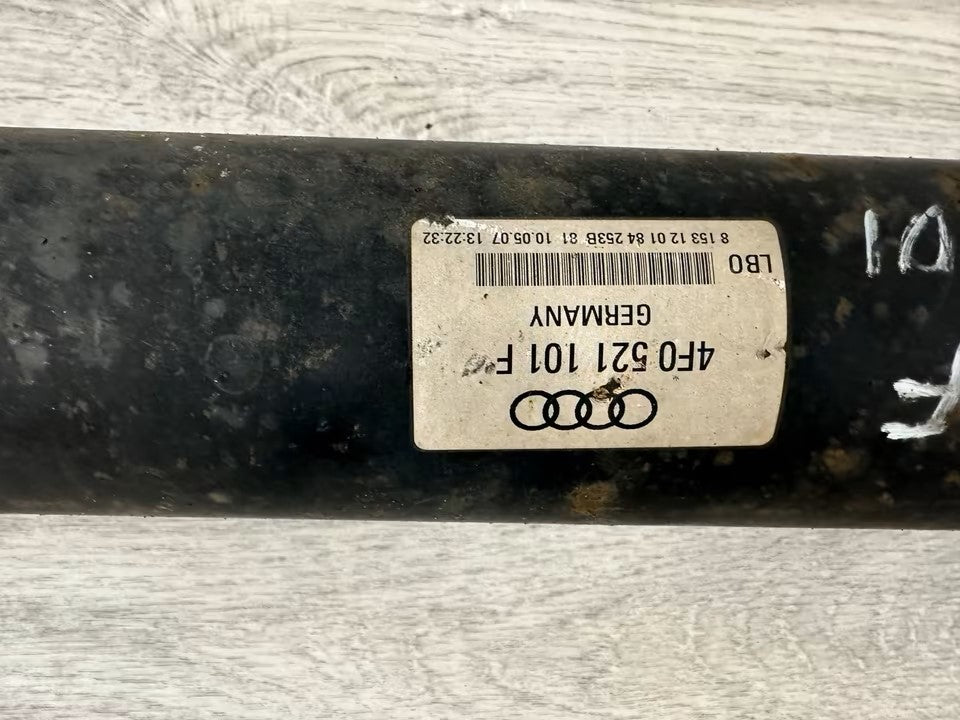 4F0 521 101 F
GERMANY
LBO
8 153 12 01 84 253B 81 10.05.07 13:22:32